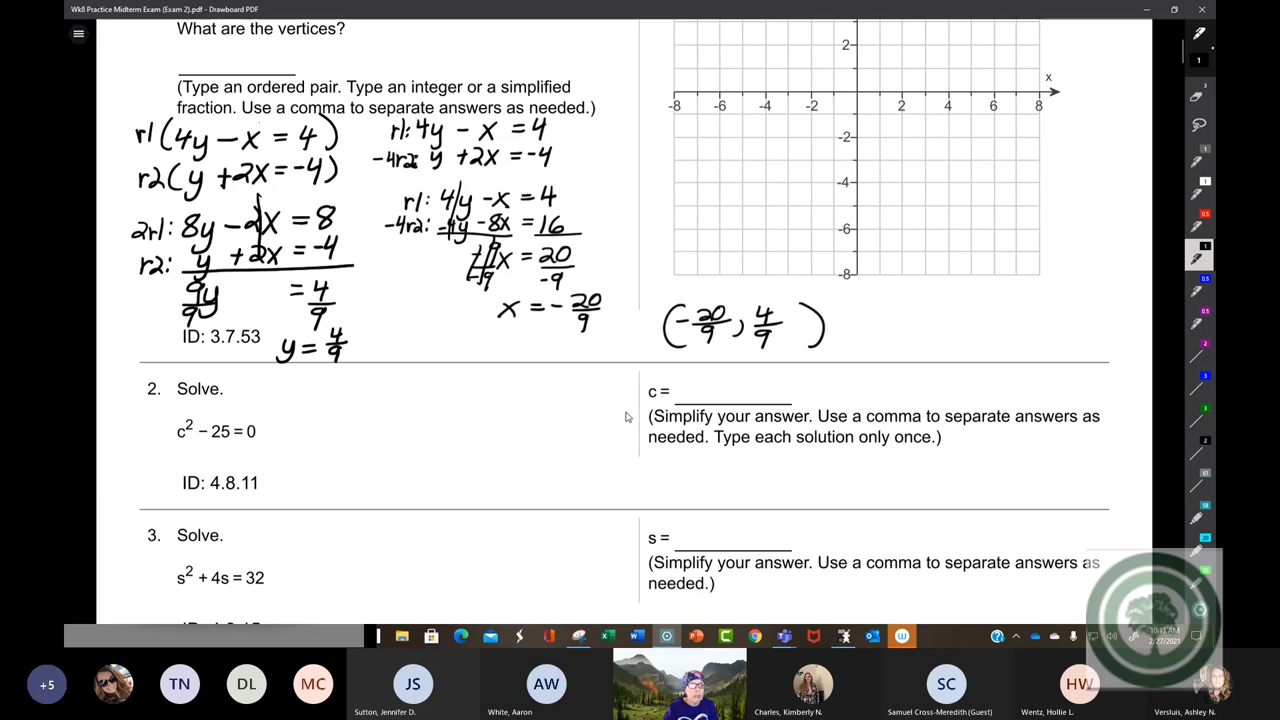 Wk8 Practice Midterm Exam (Exam 2).pdf - Drawboard PDF
What are the vertices?
(Type an ordered pair. Type an integer or a simplified
fraction. Use a comma to separate answers as needed.)
r1(4y - x = 4)
r2(y + 2x = -4)
2r1: 8y - 2x = 8
r2: y + 2x = -4
9y/9 = 4/9
y = 4/9
r1: 4y - x = 4
-4r2: y + 2x = -4
r1: 4y - x = 4
-4r2: -4y - 8x = 16
x = 20/-9
x = -20/9
2
x
-8 -6 -4 -2 2 4 6 8
-2
-4
-6
-8
(-20/9, 4/9)
ID: 3.7.53
2. Solve.
c² − 25 = 0
ID: 4.8.11
c =
(Simplify your answer. Use a comma to separate answers as
needed. Type each solution only once.)
3. Solve.
s² + 4s = 32
s =
(Simplify your answer. Use a comma to separate answers as
needed.)
10:11 AM
2/27/2021
+5
TN
DL
MC
JS
Sutton, Jennifer D.
AW
White, Aaron
Charles, Kimberly N.
SC
Samuel Cross-Meredith (Guest)
HW
Wentz, Hollie L.
Versluis, Ashley N.